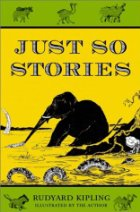 JUST SO
STORIES
RUDYARD KIPLING
ILLUSTRATED BY THE AUTHOR